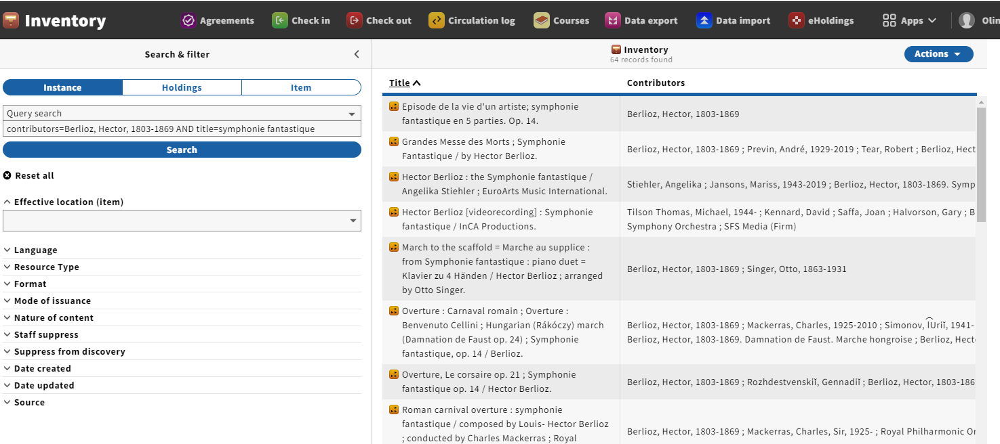 Inventory
Agreements
Check in
Check out
Circulation log
Courses
Data export
Data import
eHoldings
Apps
Search & filter
Inventory
64 records found
Actions
Instance
Holdings
Item
Query search
contributors=Berlioz, Hector, 1803-1869 AND title=symphonie fantastique
Search
Reset all
Effective location (item)
Language
Resource Type
Format
Mode of issuance
Nature of content
Staff suppress
Suppress from discovery
Date created
Date updated
Source
Title
Contributors
Episode de la vie d'un artiste; symphonie
fantastique en 5 parties. Op. 14.
Berlioz, Hector, 1803-1869
Grandes Messe des Morts ; Symphonie
Fantastique / by Hector Berlioz.
Berlioz, Hector, 1803-1869 ; Previn, André, 1929-2019 ; Tear, Robert ; Berlioz, Hect
Hector Berlioz : the Symphonie fantastique /
Angelika Stiehler ; EuroArts Music International.
Stiehler, Angelika ; Jansons, Mariss, 1943-2019 ; Berlioz, Hector, 1803-1869. Symp
Hector Berlioz [videorecording] : Symphonie
fantastique / InCA Productions.
Tilson Thomas, Michael, 1944- ; Kennard, David ; Saffa, Joan ; Halvorson, Gary ; B
Symphony Orchestra ; SFS Media (Firm)
March to the scaffold = Marche au supplice :
from Symphonie fantastique : piano duet =
Klavier zu 4 Händen / Hector Berlioz ; arranged
by Otto Singer.
Berlioz, Hector, 1803-1869 ; Singer, Otto, 1863-1931
Overture : Carnaval romain ; Overture :
Benvenuto Cellini ; Hungarian (Rákóczy) march
(Damnation de Faust op. 24) ; Symphonie
fantastique, op. 14 / Berlioz.
Berlioz, Hector, 1803-1869 ; Mackerras, Charles, 1925-2010 ; Simonov, I͡Uriĭ, 1941-
Berlioz, Hector, 1803-1869. Damnation de Faust. Marche hongroise ; Berlioz, Hect
Overture, Le corsaire op. 21 ; Symphonie
fantastique op. 14 / Hector Berlioz.
Berlioz, Hector, 1803-1869 ; Rozhdestvenskiĭ, Gennadiĭ ; Berlioz, Hector, 1803-186
Roman carnival overture : symphonie
fantastique / composed by Louis- Hector Berlioz
; conducted by Charles Mackerras ; Royal
Berlioz, Hector, 1803-1869 ; Mackerras, Charles, Sir, 1925- ; Royal Philharmonic Or